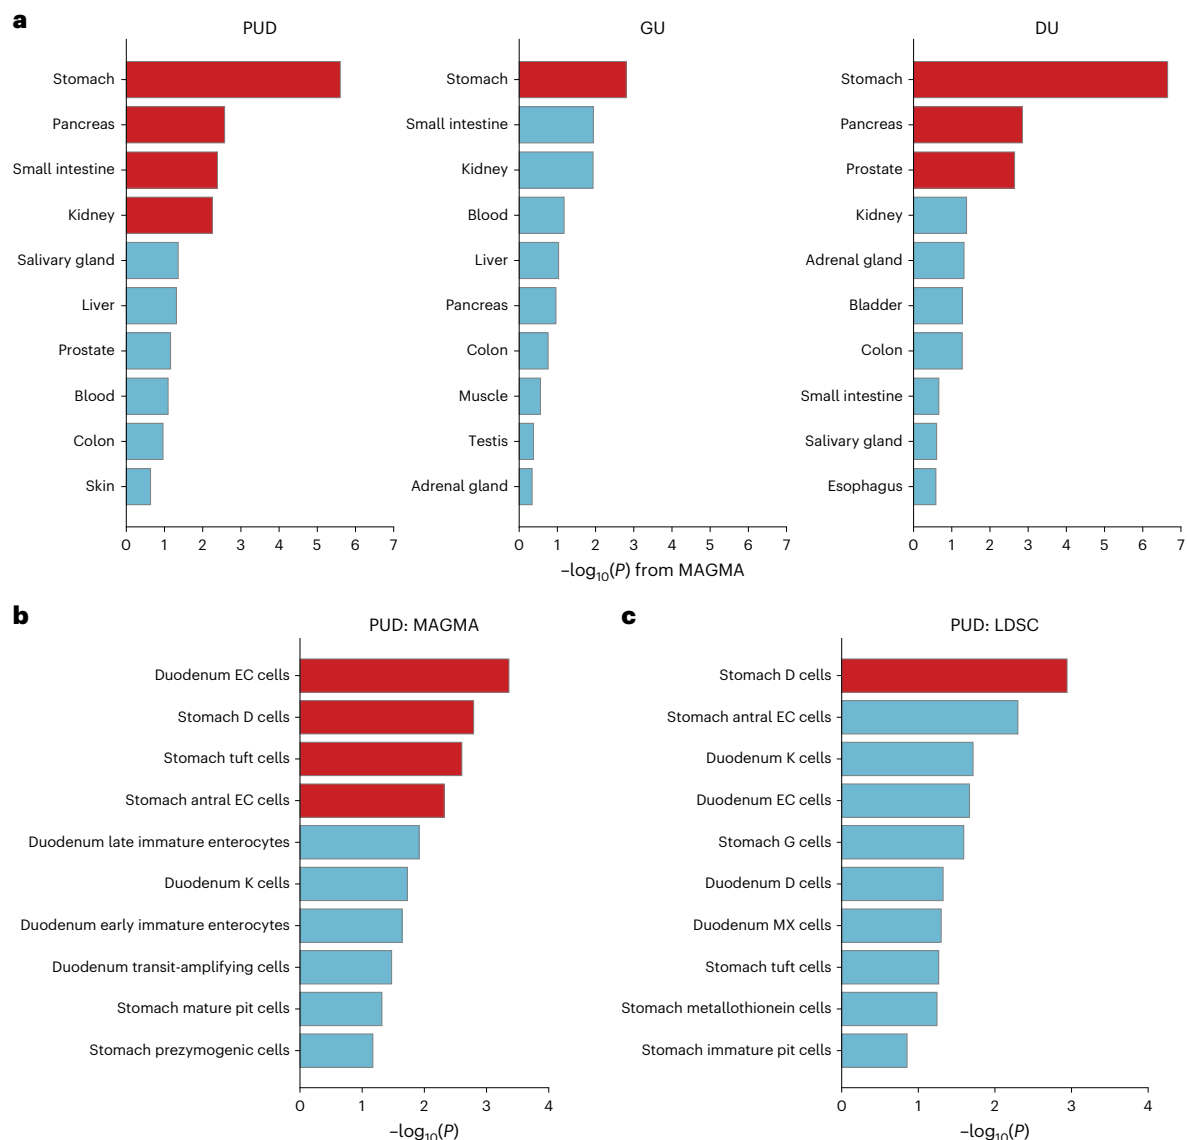 a
PUD
Stomach
Pancreas
Small intestine
Kidney
Salivary gland
Liver
Prostate
Blood
Colon
Skin
0 1 2 3 4 5 6 7
GU
Stomach
Small intestine
Kidney
Blood
Liver
Pancreas
Colon
Muscle
Testis
Adrenal gland
0 1 2 3 4 5 6 7
DU
Stomach
Pancreas
Prostate
Kidney
Adrenal gland
Bladder
Colon
Small intestine
Salivary gland
Esophagus
0 1 2 3 4 5 6 7
–log10(P) from MAGMA
b
PUD: MAGMA
Duodenum EC cells
Stomach D cells
Stomach tuft cells
Stomach antral EC cells
Duodenum late immature enterocytes
Duodenum K cells
Duodenum early immature enterocytes
Duodenum transit-amplifying cells
Stomach mature pit cells
Stomach prezymogenic cells
0 1 2 3 4
–log10(P)
c
PUD: LDSC
Stomach D cells
Stomach antral EC cells
Duodenum K cells
Duodenum EC cells
Stomach G cells
Duodenum D cells
Duodenum MX cells
Stomach tuft cells
Stomach metallothionein cells
Stomach immature pit cells
0 1 2 3 4
–log10(P)